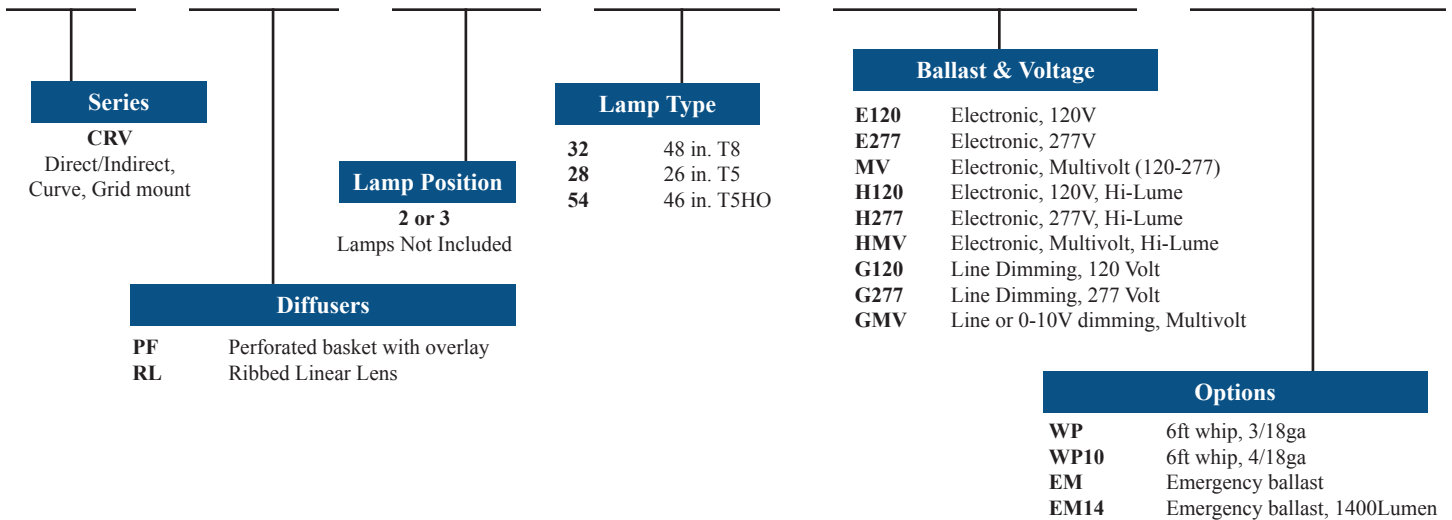 Series
CRV
Direct/Indirect,
Curve, Grid mount
Diffusers
PF Perforated basket with overlay
RL Ribbed Linear Lens
Lamp Position
2 or 3
Lamps Not Included
Lamp Type
32 48 in. T8
28 26 in. T5
54 46 in. T5HO
Ballast & Voltage
E120 Electronic, 120V
E277 Electronic, 277V
MV Electronic, Multivolt (120-277)
H120 Electronic, 120V, Hi-Lume
H277 Electronic, 277V, Hi-Lume
HMV Electronic, Multivolt, Hi-Lume
G120 Line Dimming, 120 Volt
G277 Line Dimming, 277 Volt
GMV Line or 0-10V dimming, Multivolt
Options
WP 6ft whip, 3/18ga
WP10 6ft whip, 4/18ga
EM Emergency ballast
EM14 Emergency ballast, 1400Lumen